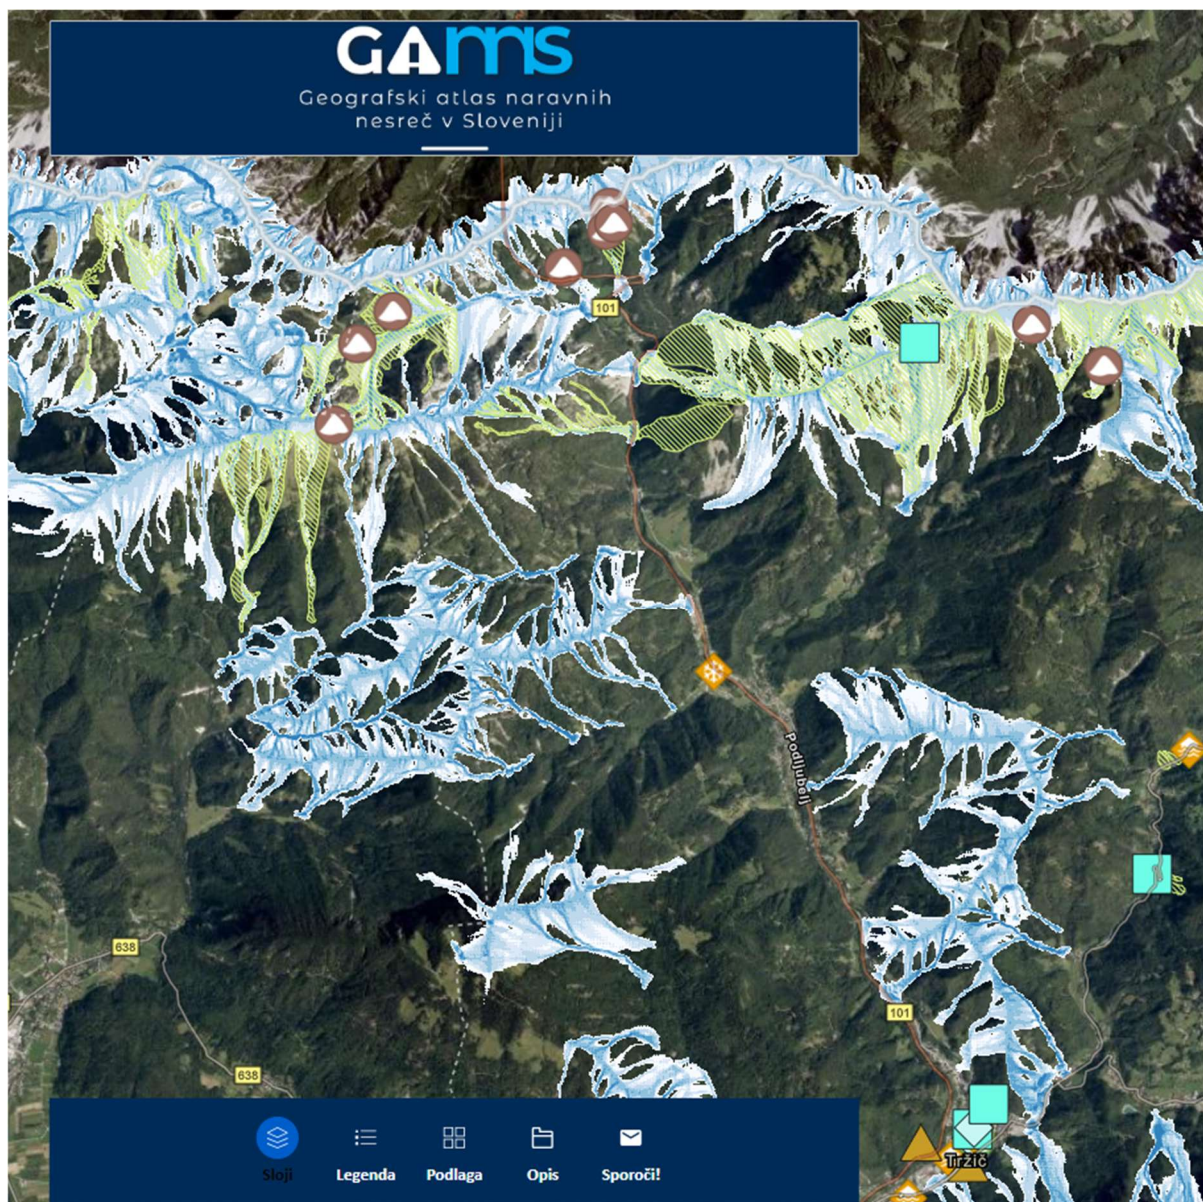 GAMS
Geografski atlas naravnih
nesreč v Sloveniji
101
Podljubelj
638
101
638
Tržič
Sloji
Legenda
Podlaga
Opis
Sporoči!